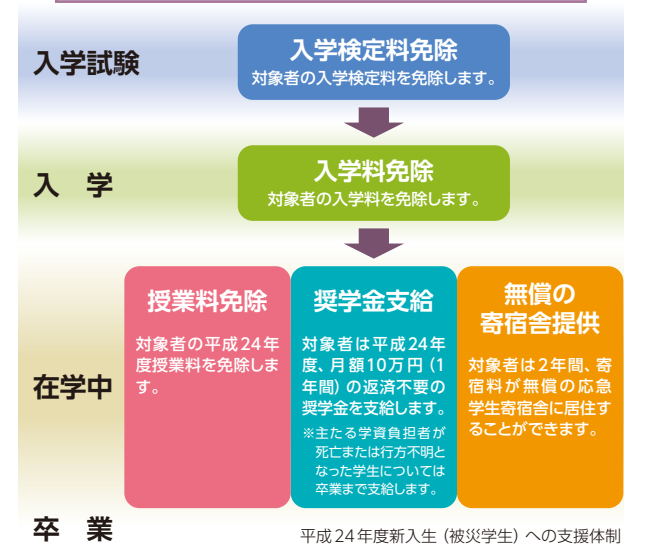 入学試験
入学検定料免除
対象者の入学検定料を免除します。
入　学
入学料免除
対象者の入学料を免除します。
在学中
授業料免除
対象者の平成24年
度授業料を免除しま
す。
奨学金支給
対象者は平成24年
度、月額10万円（1
年間）の返済不要の
奨学金を支給します。
※主たる学資負担者が
死亡または行方不明と
なった学生については
卒業まで支給します。
無償の
寄宿舎提供
対象者は2年間、寄
宿料が無償の応急
学生寄宿舎に居住す
ることができます。
卒　業
平成24年度新入生（被災学生）への支援体制